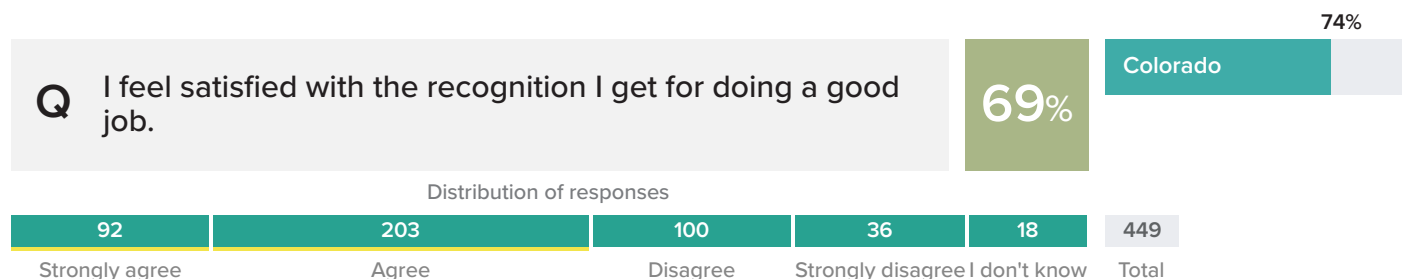 74%
Q
I feel satisfied with the recognition I get for doing a good
job.
69%
Colorado
Distribution of responses
92 203 100 36 18 449
Strongly agree Agree Disagree Strongly disagree I don't know Total